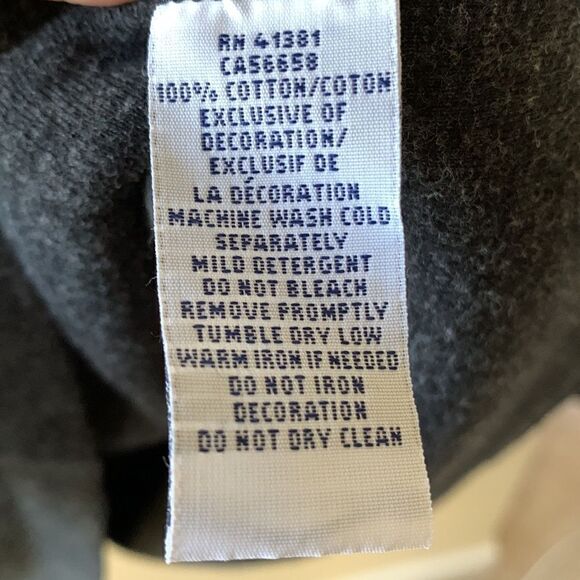 RN 41381
CA56658
100% COTTON/COTON
EXCLUSIVE OF
DECORATION/
EXCLUSIF DE
LA DÉCORATION
MACHINE WASH COLD
SEPARATELY
MILD DETERGENT
DO NOT BLEACH
REMOVE PROMPTLY
TUMBLE DRY LOW
WARM IRON IF NEEDED
DO NOT IRON
DECORATION
DO NOT DRY CLEAN